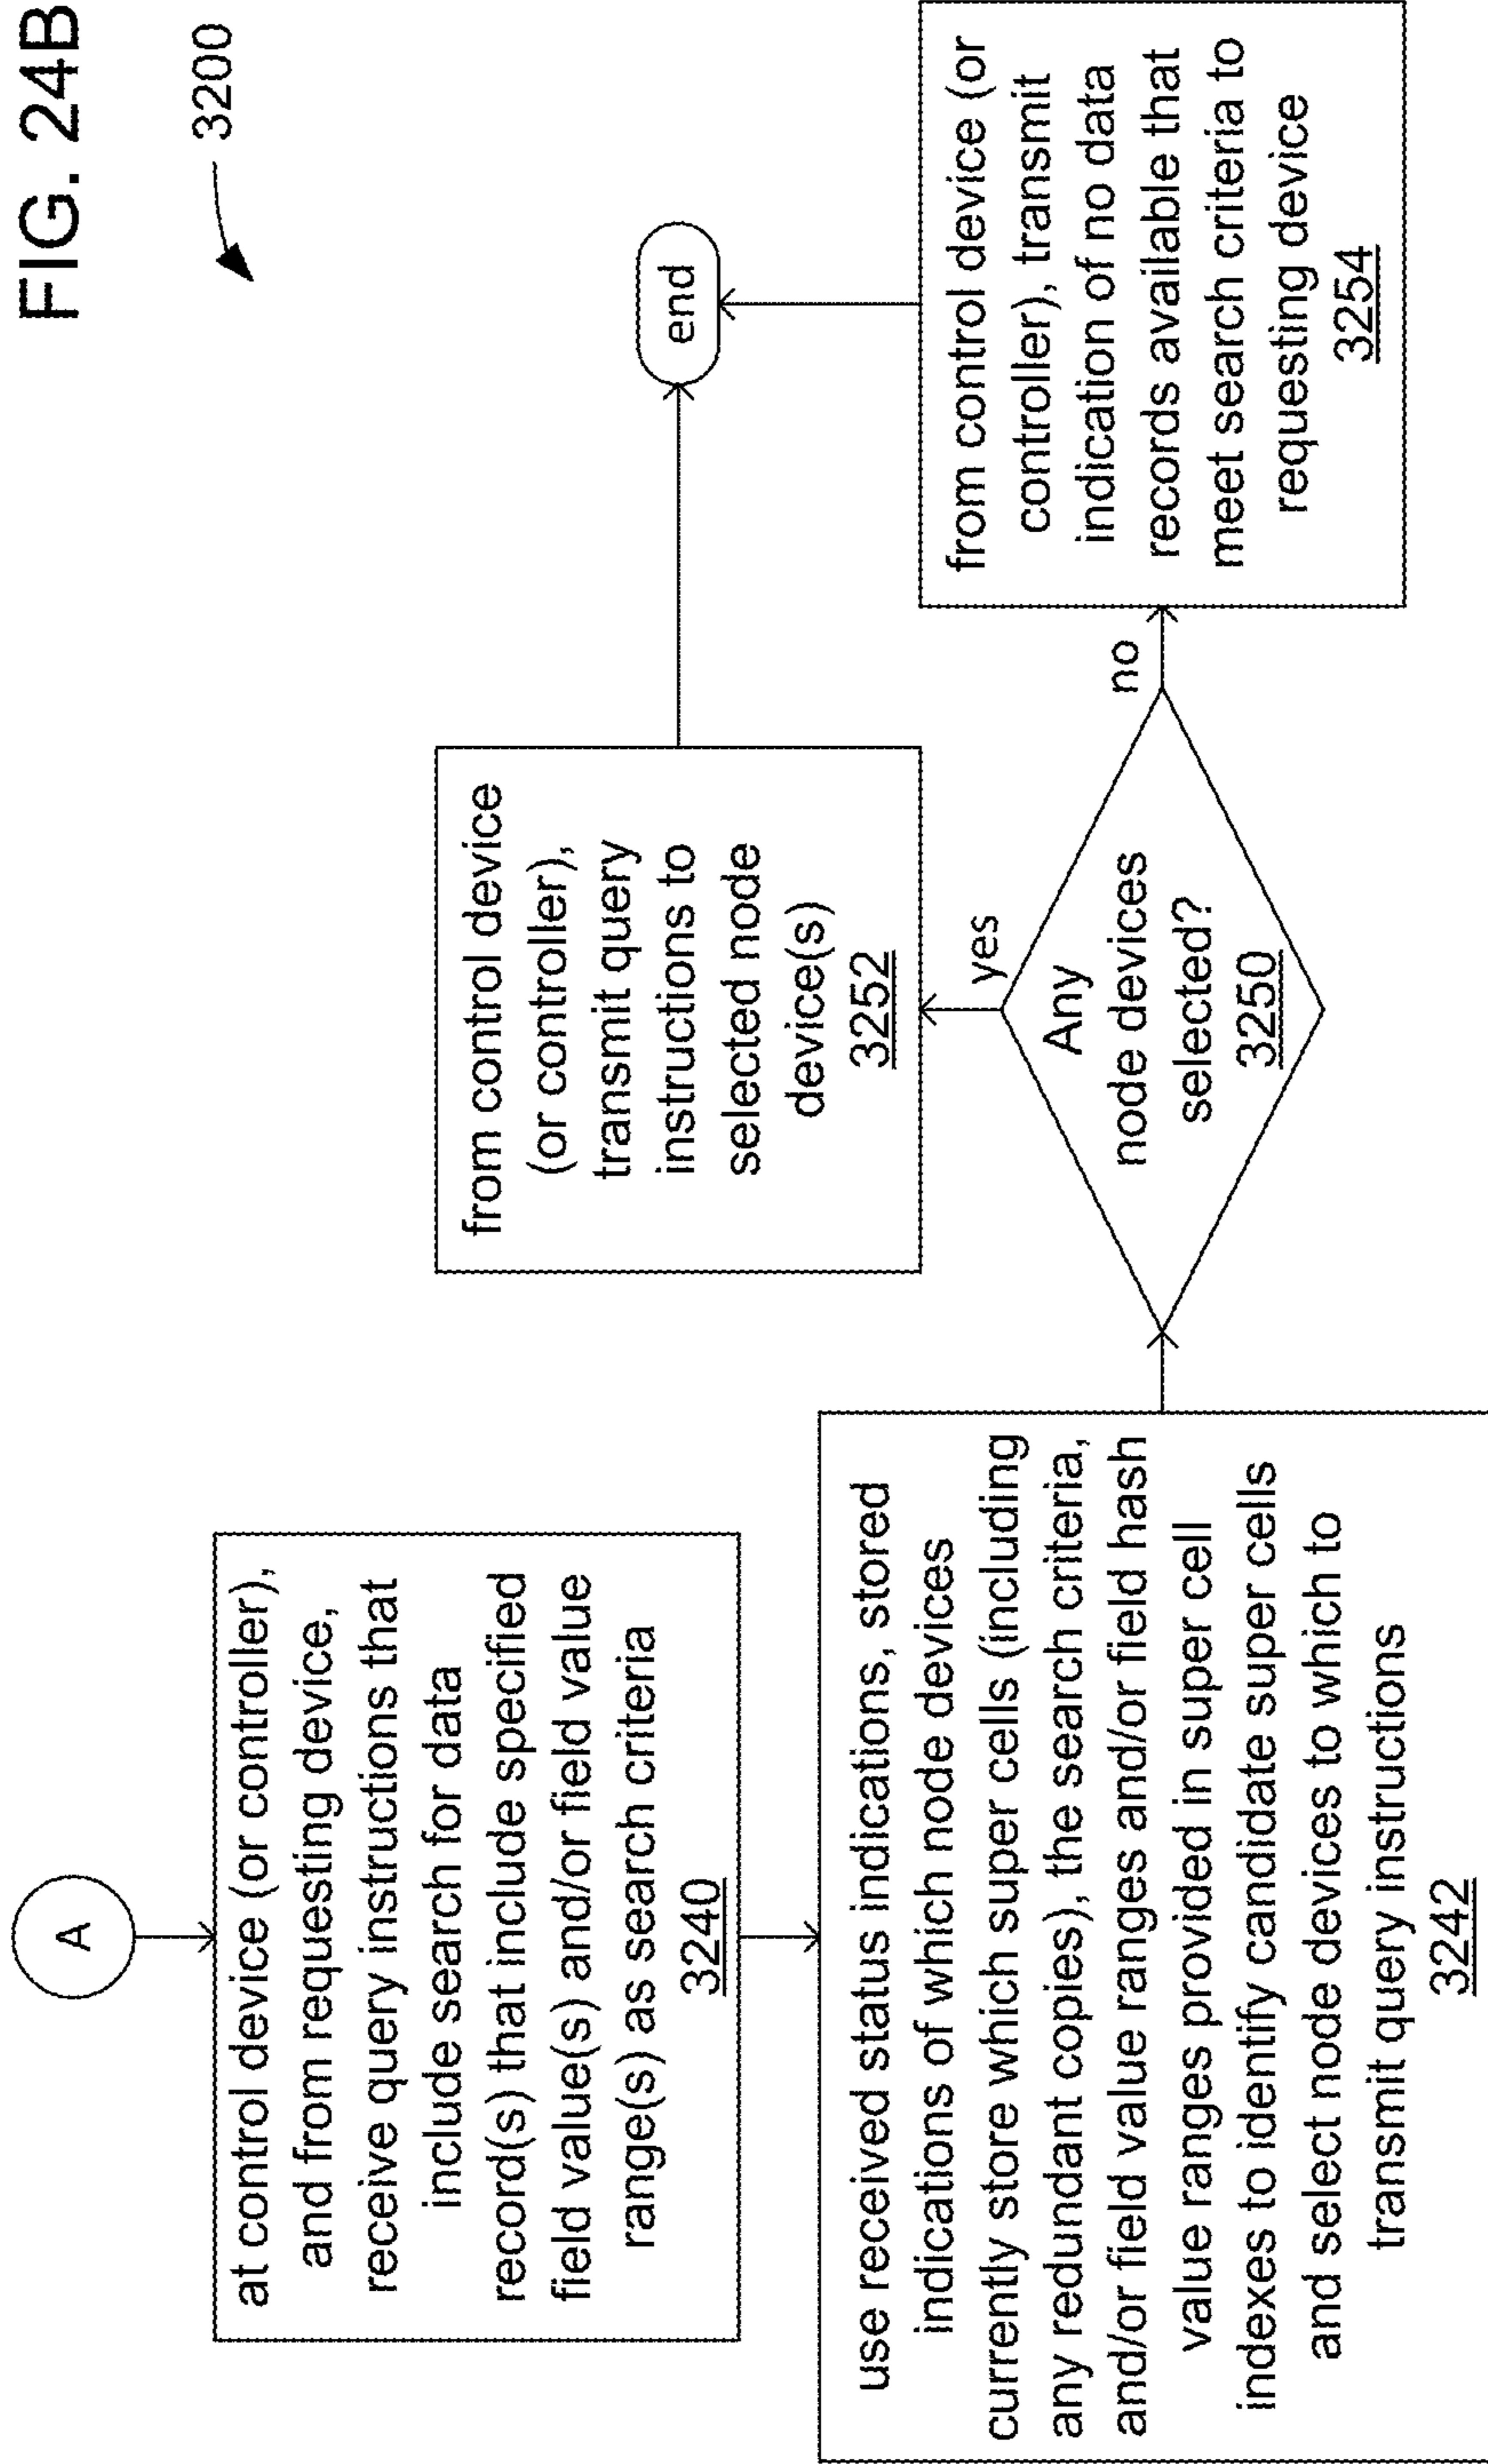 FIG. 24B
3200
A
at control device (or controller),
and from requesting device,
receive query instructions that
include search for data
record(s) that include specified
field value(s) and/or field value
range(s) as search criteria
3240
use received status indications, stored
indications of which node devices
currently store which super cells (including
any redundant copies), the search criteria,
and/or field value ranges and/or field hash
value ranges provided in super cell
indexes to identify candidate super cells
and select node devices to which to
transmit query instructions
3242
Any
node devices
selected?
3250
yes
no
from control device
(or controller),
transmit query
instructions to
selected node
device(s)
3252
from control device (or
controller), transmit
indication of no data
records available that
meet search criteria to
requesting device
3254
end